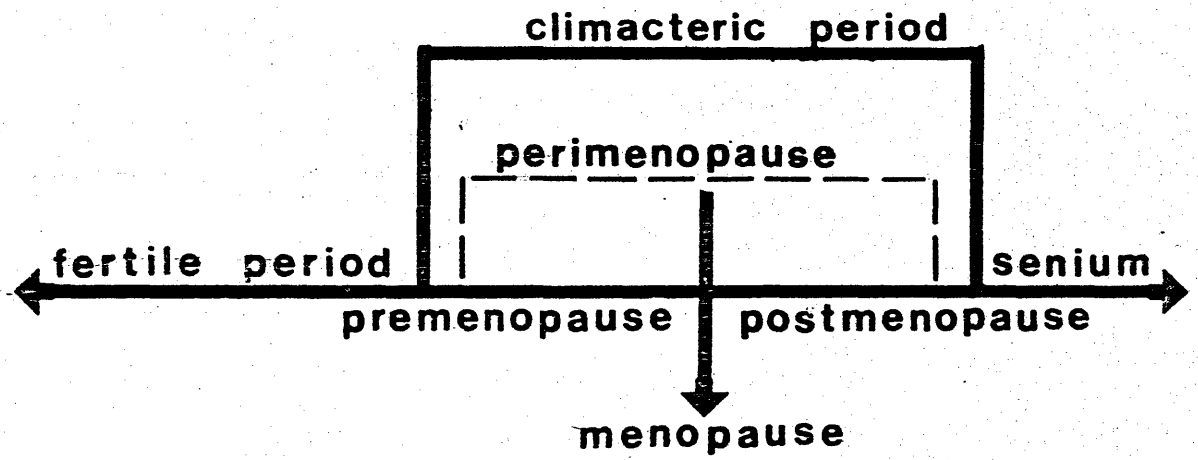 climacteric period
perimenopause
fertile period
senium
premenopause
postmenopause
menopause